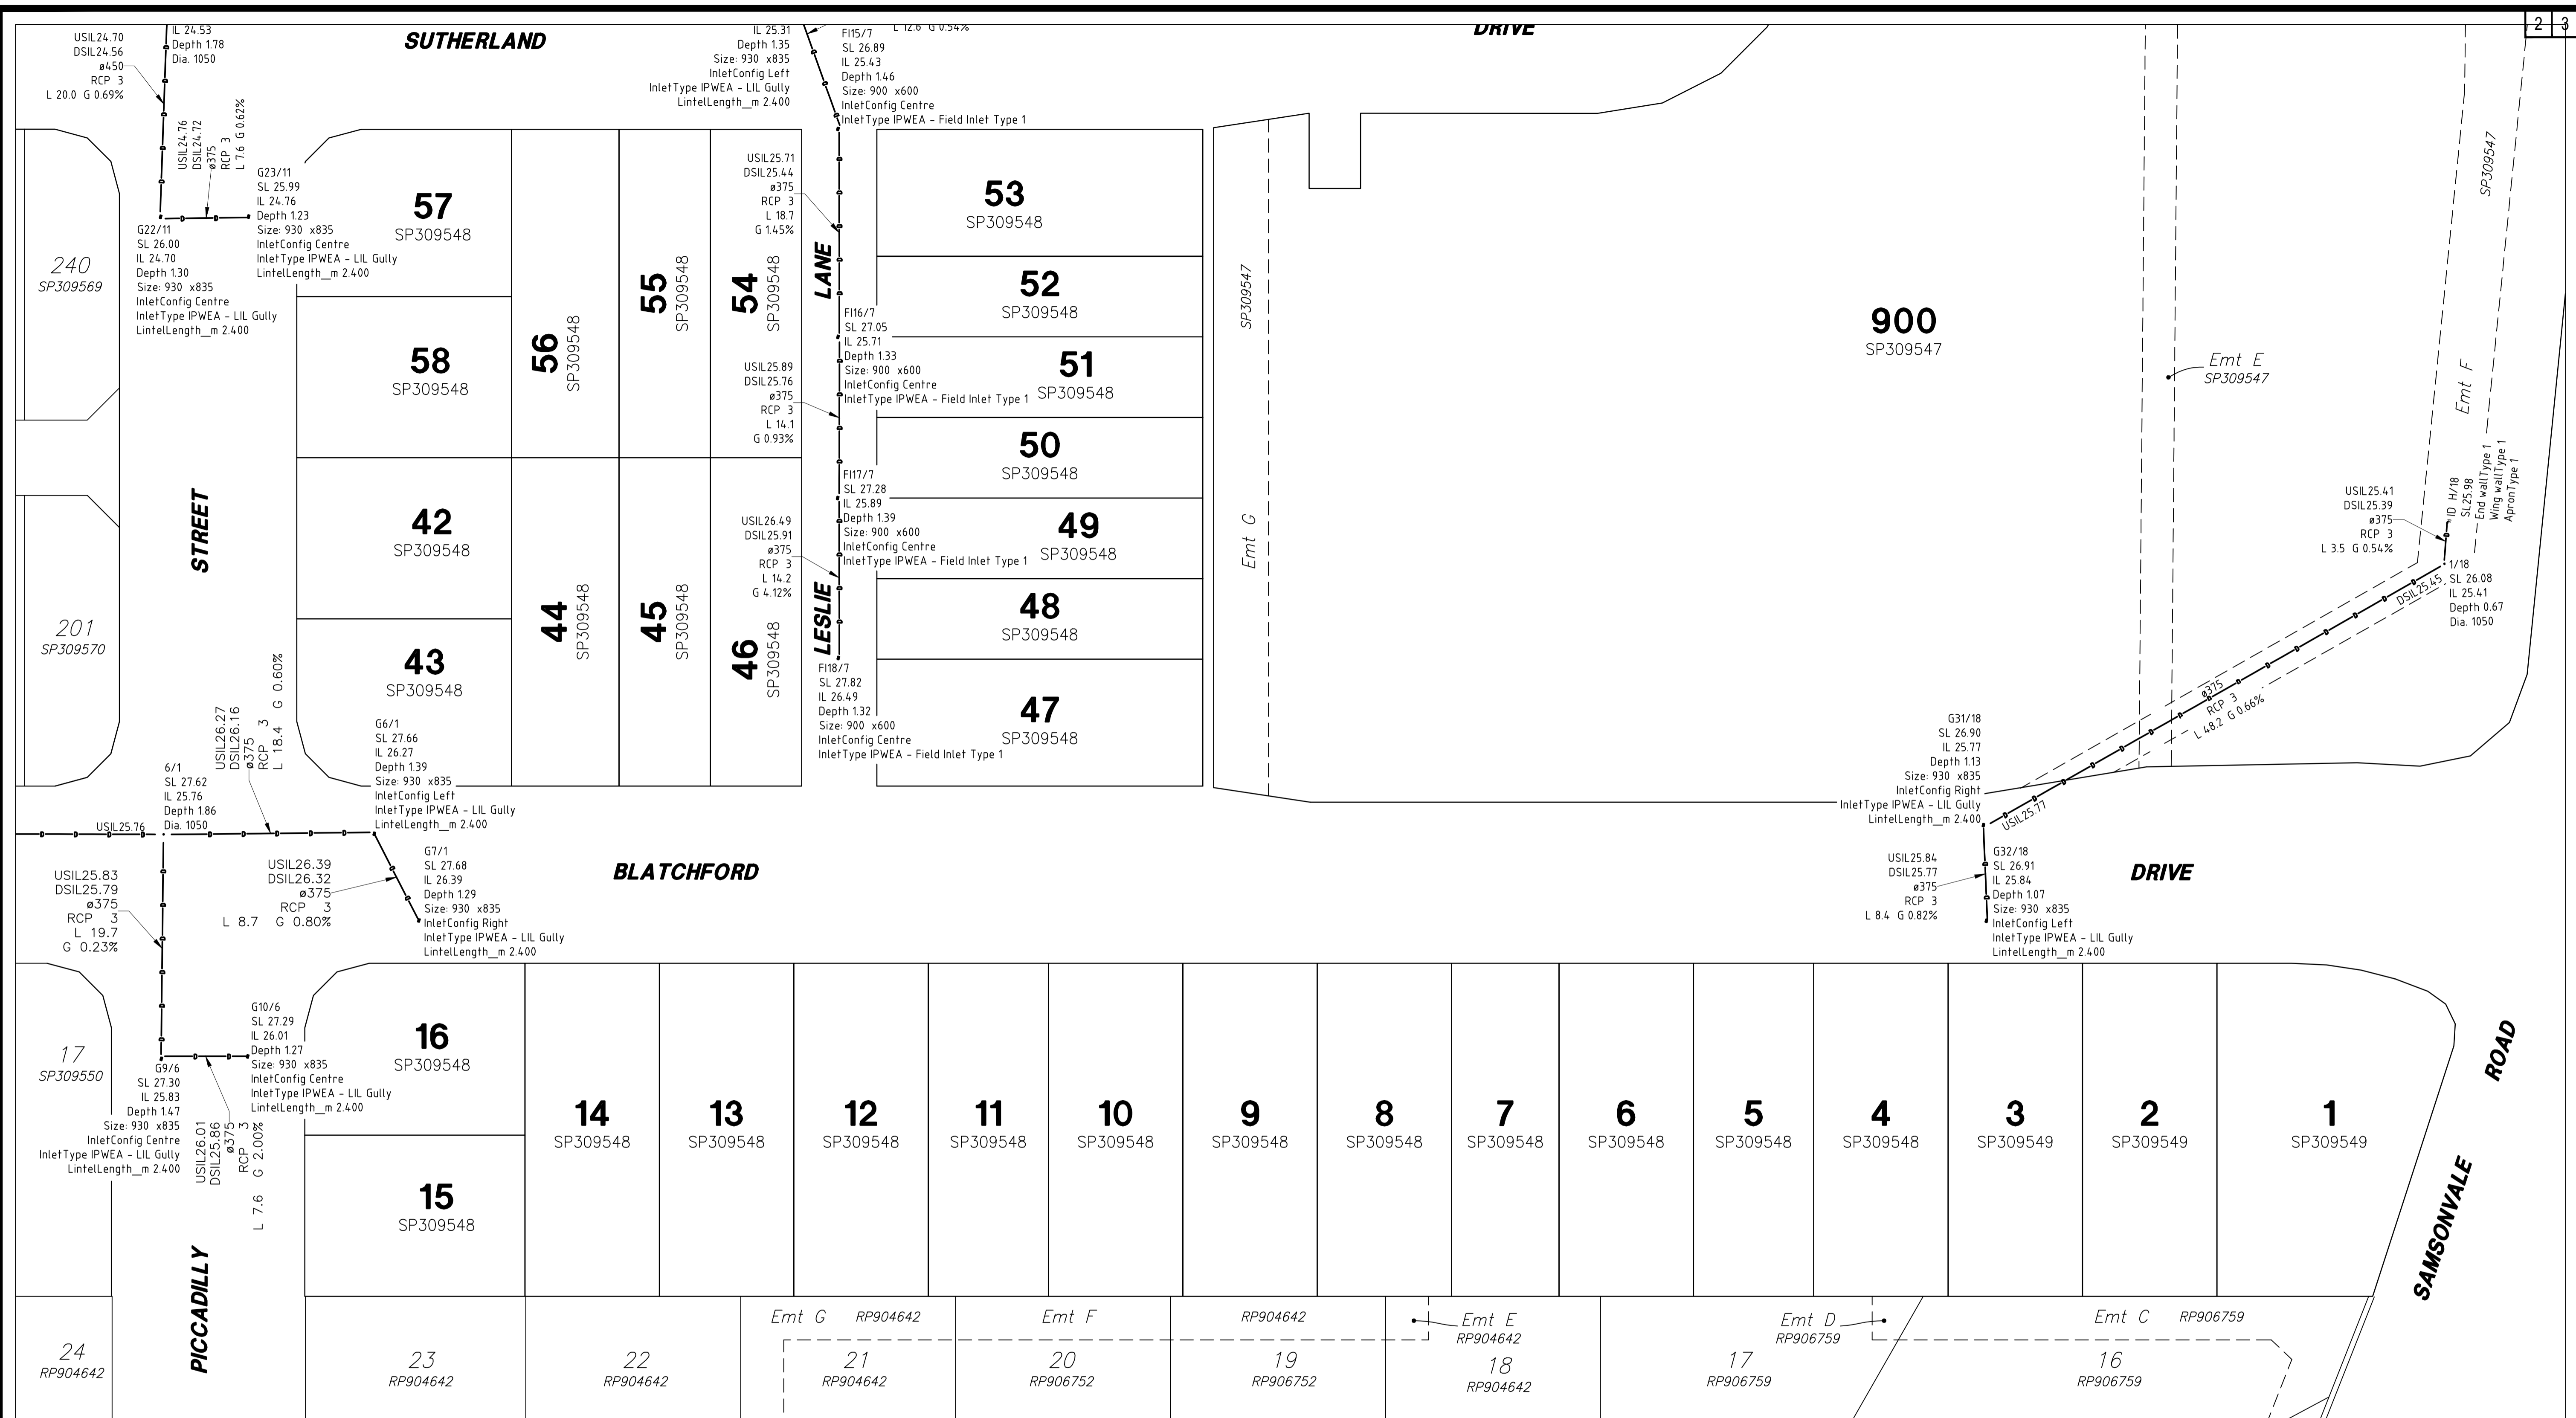 2 3
SUTHERLAND
DRIVE
USIL24.70
DSIL24.56
ø450
RCP 3
L 20.0 G 0.69%
IL 24.53
Depth 1.78
Dia. 1050
USIL24.76
DSIL24.72
ø375
RCP 3
L 7.6 G 0.62%
G23/11
SL 25.99
IL 24.76
Depth 1.23
Size: 930 x835
InletConfig Centre
InletType IPWEA - LIL Gully
LintelLength_m 2.400
G22/11
SL 26.00
IL 24.70
Depth 1.30
Size: 930 x835
InletConfig Centre
InletType IPWEA - LIL Gully
LintelLength_m 2.400
IL 25.31
Depth 1.35
Size: 930 x835
InletConfig Left
InletType IPWEA - LIL Gully
LintelLength_m 2.400
L 12.6 G 0.54%
FI15/7
SL 26.89
IL 25.43
Depth 1.46
Size: 900 x600
InletConfig Centre
InletType IPWEA - Field Inlet Type 1
USIL25.71
DSIL25.44
ø375
RCP 3
L 18.7
G 1.45%
LANE
FI16/7
SL 27.05
IL 25.71
Depth 1.33
Size: 900 x600
InletConfig Centre
InletType IPWEA - Field Inlet Type 1
USIL25.89
DSIL25.76
ø375
RCP 3
L 14.1
G 0.93%
FI17/7
SL 27.28
IL 25.89
Depth 1.39
Size: 900 x600
InletConfig Centre
InletType IPWEA - Field Inlet Type 1
USIL26.49
DSIL25.91
ø375
RCP 3
L 14.2
G 4.12%
LESLIE
FI18/7
SL 27.82
IL 26.49
Depth 1.32
Size: 900 x600
InletConfig Centre
InletType IPWEA - Field Inlet Type 1
240
SP309569
201
SP309570
STREET
57
SP309548
58
SP309548
56
SP309548
55
SP309548
54
SP309548
42
SP309548
43
SP309548
44
SP309548
45
SP309548
46
SP309548
53
SP309548
52
SP309548
51
SP309548
50
SP309548
49
SP309548
48
SP309548
47
SP309548
SP309547
Emt G
900
SP309547
Emt E
SP309547
SP309547
Emt F
USIL25.41
DSIL25.39
ø375
RCP 3
L 3.5 G 0.54%
ID H/18
SL25.98
End wallType 1
Wing wallType 1
ApronType 1
1/18
SL 26.08
IL 25.41
Depth 0.67
Dia. 1050
DSIL25.45
ø375
RCP 3
L 48.2 G 0.66%
USIL25.77
G31/18
SL 26.90
IL 25.77
Depth 1.13
Size: 930 x835
InletConfig Right
InletType IPWEA - LIL Gully
LintelLength_m 2.400
USIL25.84
DSIL25.77
ø375
RCP 3
L 8.4 G 0.82%
G32/18
SL 26.91
IL 25.84
Depth 1.07
Size: 930 x835
InletConfig Left
InletType IPWEA - LIL Gully
LintelLength_m 2.400
USIL26.27
DSIL26.16
ø375
RCP 3
L 18.4 G 0.60%
6/1
SL 27.62
IL 25.76
Depth 1.86
Dia. 1050
USIL25.76
G6/1
SL 27.66
IL 26.27
Depth 1.39
Size: 930 x835
InletConfig Left
InletType IPWEA - LIL Gully
LintelLength_m 2.400
USIL26.39
DSIL26.32
ø375
RCP 3
L 8.7 G 0.80%
G7/1
SL 27.68
IL 26.39
Depth 1.29
Size: 930 x835
InletConfig Right
InletType IPWEA - LIL Gully
LintelLength_m 2.400
BLATCHFORD
DRIVE
USIL25.83
DSIL25.79
ø375
RCP 3
L 19.7
G 0.23%
17
SP309550
G10/6
SL 27.29
IL 26.01
Depth 1.27
Size: 930 x835
InletConfig Centre
InletType IPWEA - LIL Gully
LintelLength_m 2.400
G9/6
SL 27.30
IL 25.83
Depth 1.47
Size: 930 x835
InletConfig Centre
InletType IPWEA - LIL Gully
LintelLength_m 2.400
USIL26.01
DSIL25.86
ø375
RCP 3
L 7.6 G 2.00%
PICCADILLY
16
SP309548
15
SP309548
14
SP309548
13
SP309548
12
SP309548
11
SP309548
10
SP309548
9
SP309548
8
SP309548
7
SP309548
6
SP309548
5
SP309548
4
SP309548
3
SP309549
2
SP309549
1
SP309549
ROAD
SAMSONVALE
24
RP904642
23
RP904642
22
RP904642
Emt G RP904642
21
RP904642
Emt F
20
RP906752
RP904642
19
RP906752
Emt E
RP904642
18
RP904642
Emt D
RP906759
17
RP906759
Emt C RP906759
16
RP906759